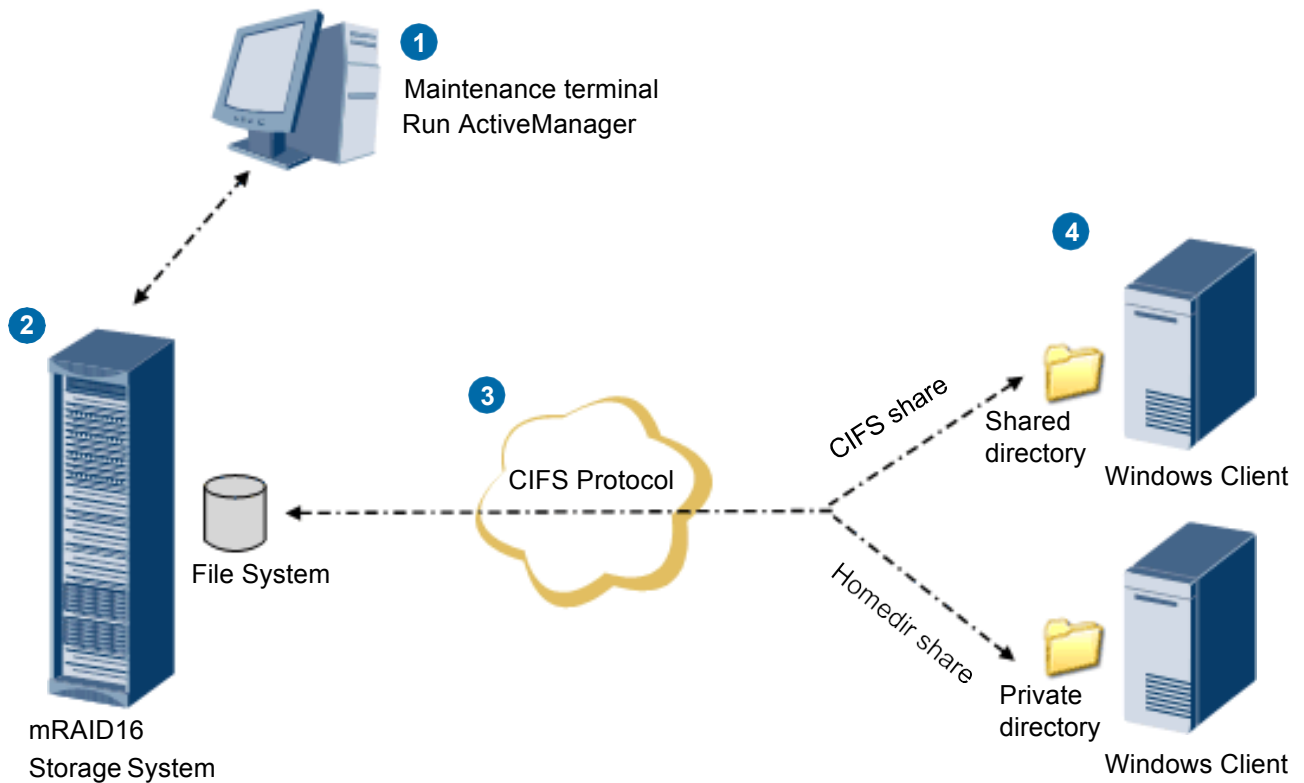 1
Maintenance terminal
Run ActiveManager
2
mRAID16
Storage System
File System
3
CIFS Protocol
CIFS share
Homedir share
4
Shared
directory
Windows Client
Private
directory
Windows Client